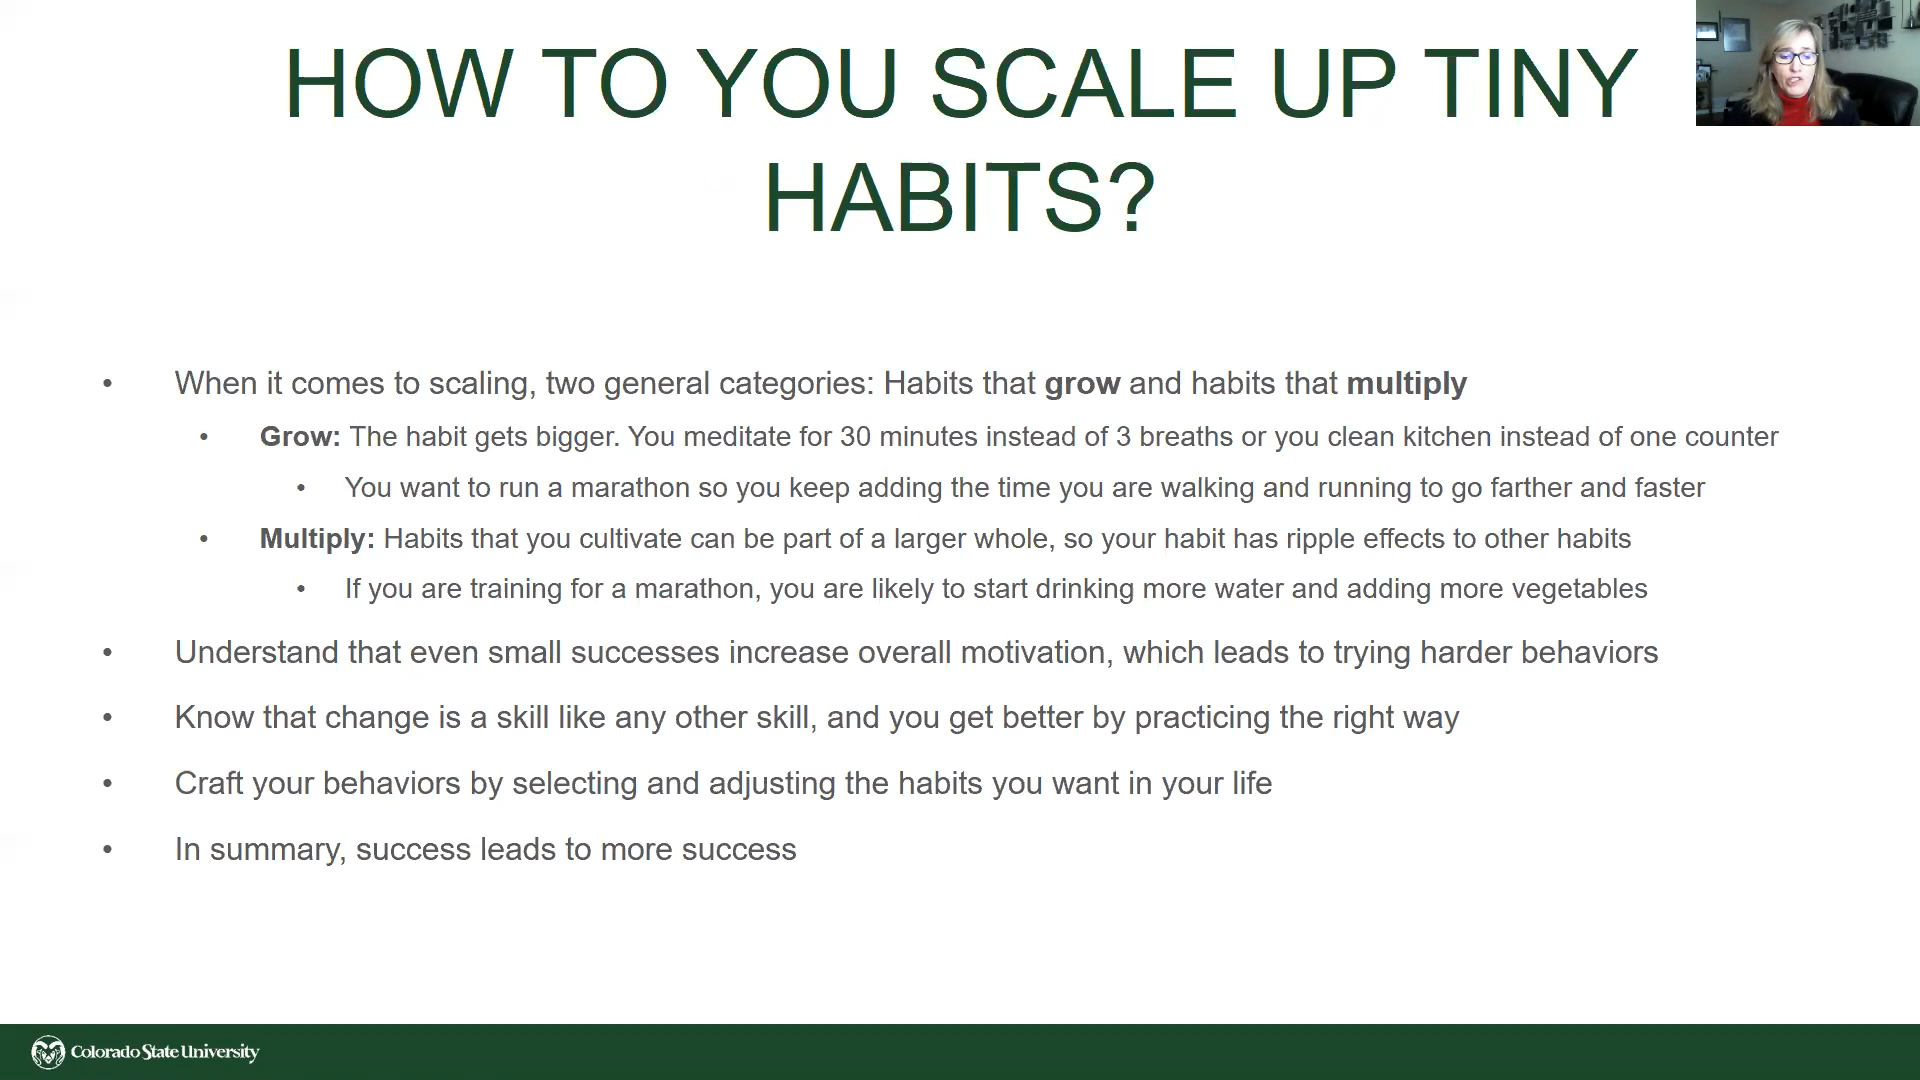 HOW TO YOU SCALE UP TINY
HABITS?
• When it comes to scaling, two general categories: Habits that grow and habits that multiply
• Grow: The habit gets bigger. You meditate for 30 minutes instead of 3 breaths or you clean kitchen instead of one counter
• You want to run a marathon so you keep adding the time you are walking and running to go farther and faster
• Multiply: Habits that you cultivate can be part of a larger whole, so your habit has ripple effects to other habits
• If you are training for a marathon, you are likely to start drinking more water and adding more vegetables
• Understand that even small successes increase overall motivation, which leads to trying harder behaviors
• Know that change is a skill like any other skill, and you get better by practicing the right way
• Craft your behaviors by selecting and adjusting the habits you want in your life
• In summary, success leads to more success
Colorado State University